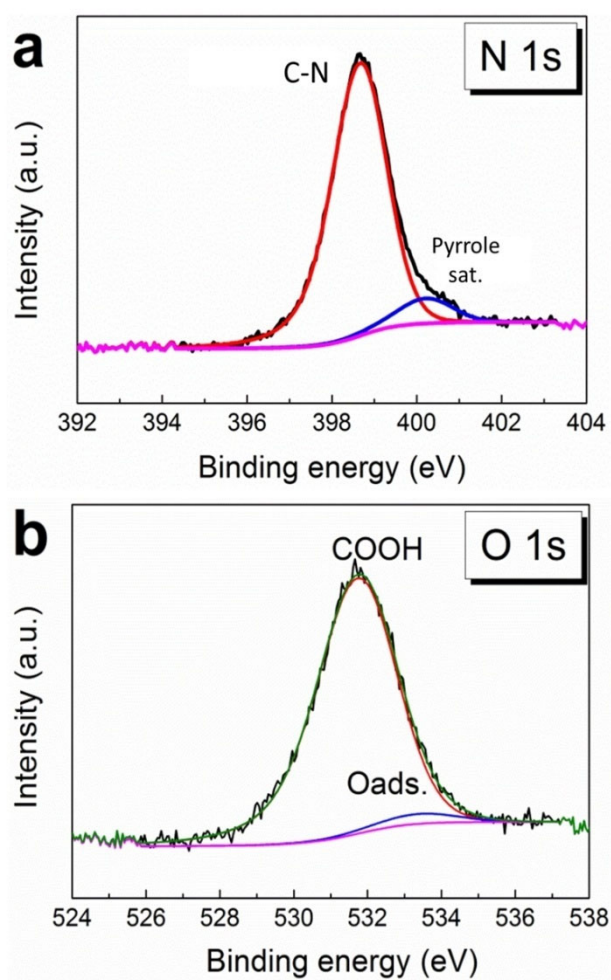 a
N 1s
C-N
Pyrrole
sat.
Intensity (a.u.)
392 394 396 398 400 402 404
Binding energy (eV)
b
O 1s
COOH
Oads.
Intensity (a.u.)
524 526 528 530 532 534 536 538
Binding energy (eV)